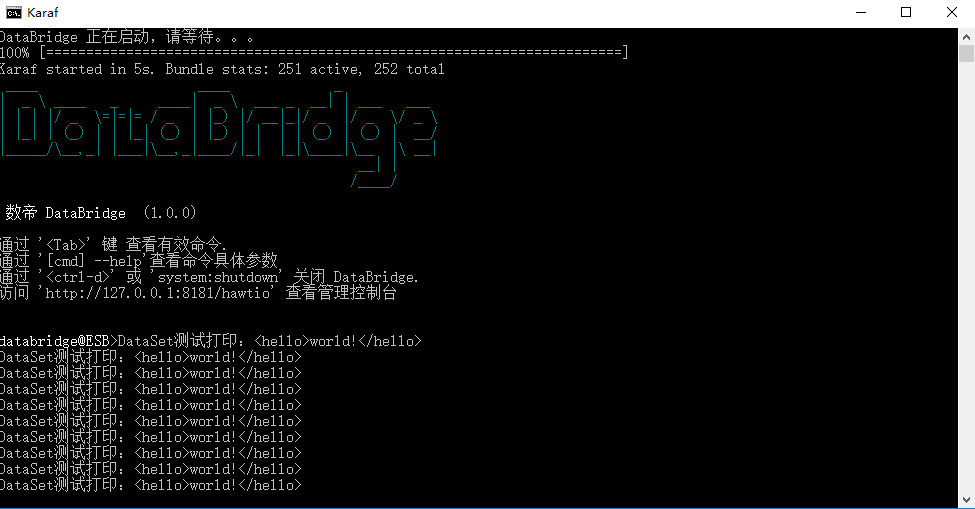 Karaf
DataBridge 正在启动，请等待。。。
100% [========================================================================]
Karaf started in 5s. Bundle stats: 251 active, 252 total
DataBridge
数帝 DataBridge （1.0.0）
通过 '<Tab>' 键 查看有效命令.
通过 '[cmd] --help'查看命令具体参数
通过 '<ctrl-d>' 或 'system:shutdown' 关闭 DataBridge.
访问 'http://127.0.0.1:8181/hawtio' 查看管理控制台
databridge@ESB>DataSet测试打印：<hello>world!</hello>
DataSet测试打印：<hello>world!</hello>
DataSet测试打印：<hello>world!</hello>
DataSet测试打印：<hello>world!</hello>
DataSet测试打印：<hello>world!</hello>
DataSet测试打印：<hello>world!</hello>
DataSet测试打印：<hello>world!</hello>
DataSet测试打印：<hello>world!</hello>
DataSet测试打印：<hello>world!</hello>
DataSet测试打印：<hello>world!</hello>